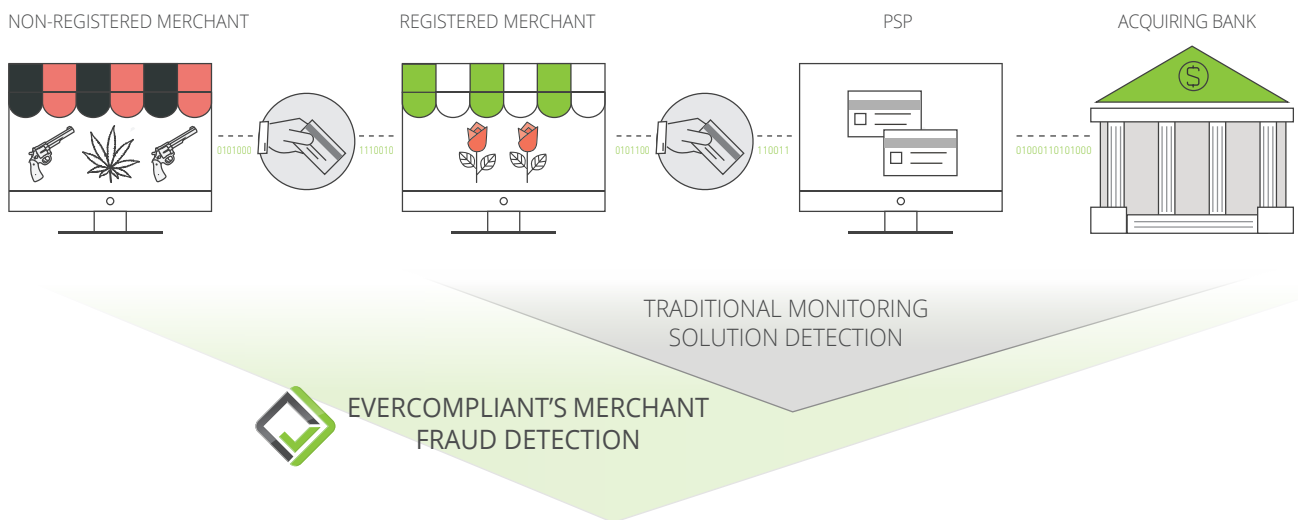 NON-REGISTERED MERCHANT
REGISTERED MERCHANT
PSP
ACQUIRING BANK
$
0101000
1110010
0101100
110011
01000110101000
TRADITIONAL MONITORING
SOLUTION DETECTION
EVERCOMPLIANT'S MERCHANT
FRAUD DETECTION